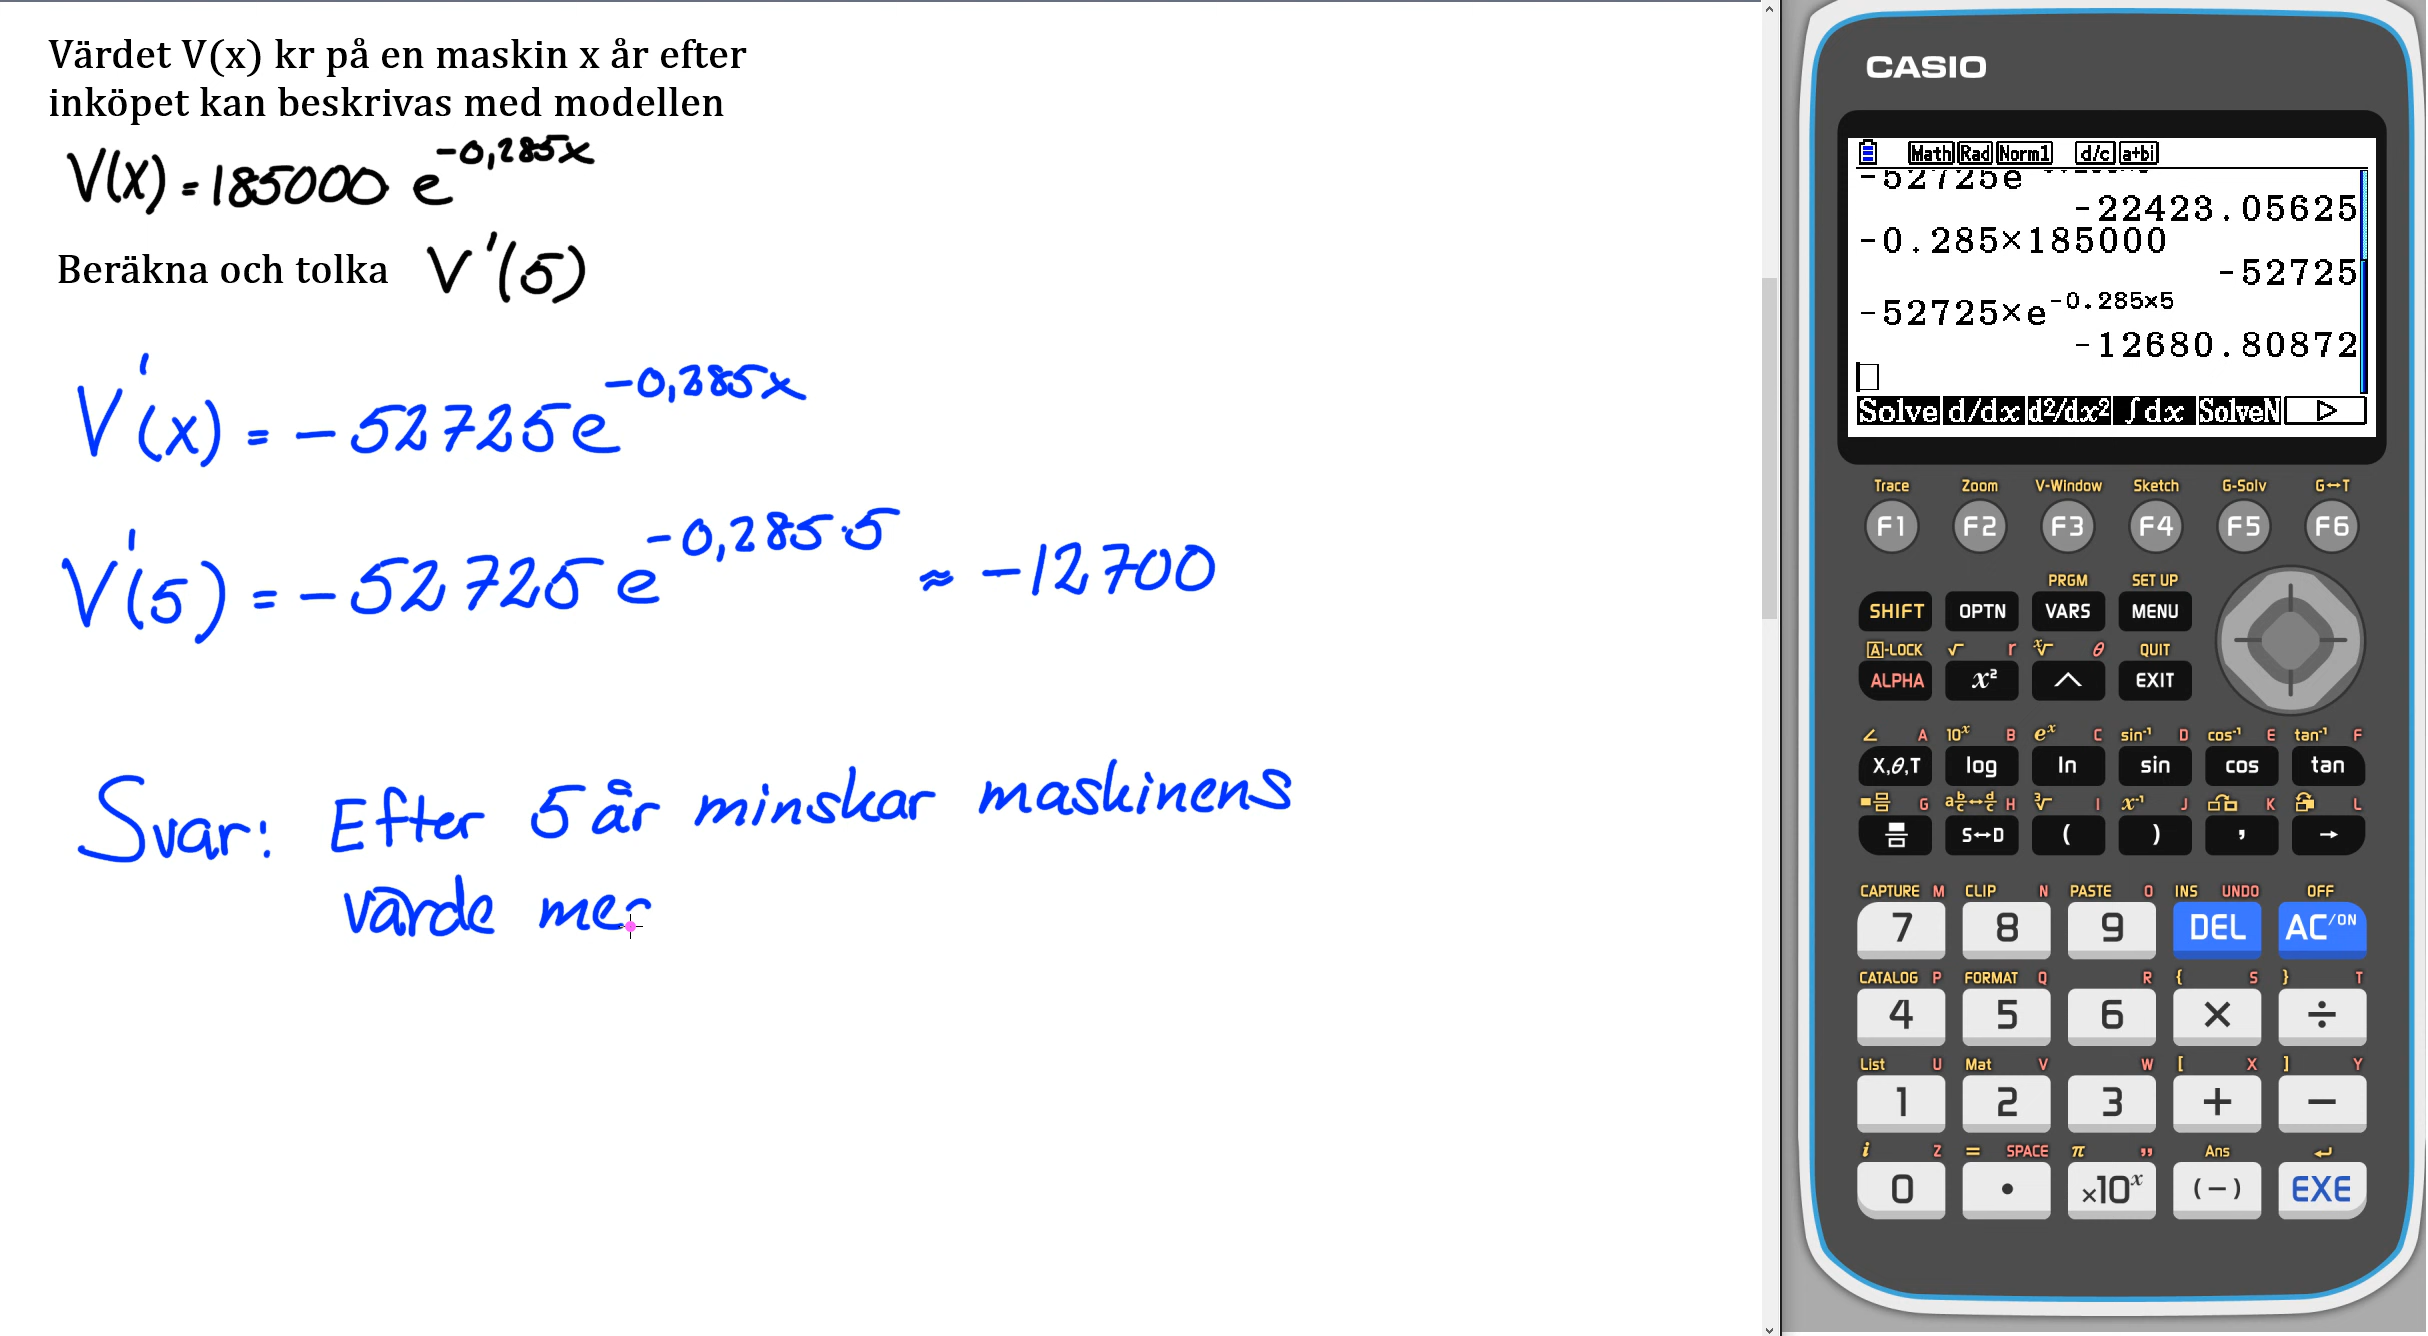 Värdet V(x) kr på en maskin x år efter
inköpet kan beskrivas med modellen
V(x) = 185000 e^-0,285x
Beräkna och tolka V'(5)
V'(x) = -52725e^-0,285x
V'(5) = -52725 e^-0,285·5 ≈ -12700
Svar: Efter 5 år minskar maskinens
värde me
CASIO
Math Rad Norm1 d/c a+bi
-52725e
-22423.05625
-0.285×185000
-52725
-52725×e^-0.285×5
-12680.80872
Solve d/dx d²/dx² ∫dx SolveN ▷
Trace Zoom V-Window Sketch G-Solv G↔T
F1 F2 F3 F4 F5 F6
PRGM SET UP
SHIFT OPTN VARS MENU
A-LOCK √ r ˣ√ θ QUIT
ALPHA x² ^ EXIT
∠ A 10ˣ B eˣ C sin⁻¹ D cos⁻¹ E tan⁻¹ F
X,θ,T log ln sin cos tan
G a b/c↔d/c H ³√ I x⁻¹ J K L
S↔D ( ) , →
CAPTURE M CLIP N PASTE O INS UNDO OFF
7 8 9 DEL AC/ON
CATALOG P FORMAT Q R { S } T
4 5 6 × ÷
List U Mat V W [ X ] Y
1 2 3 + −
i Z = SPACE π " Ans ↵
0 • ×10ˣ (−) EXE